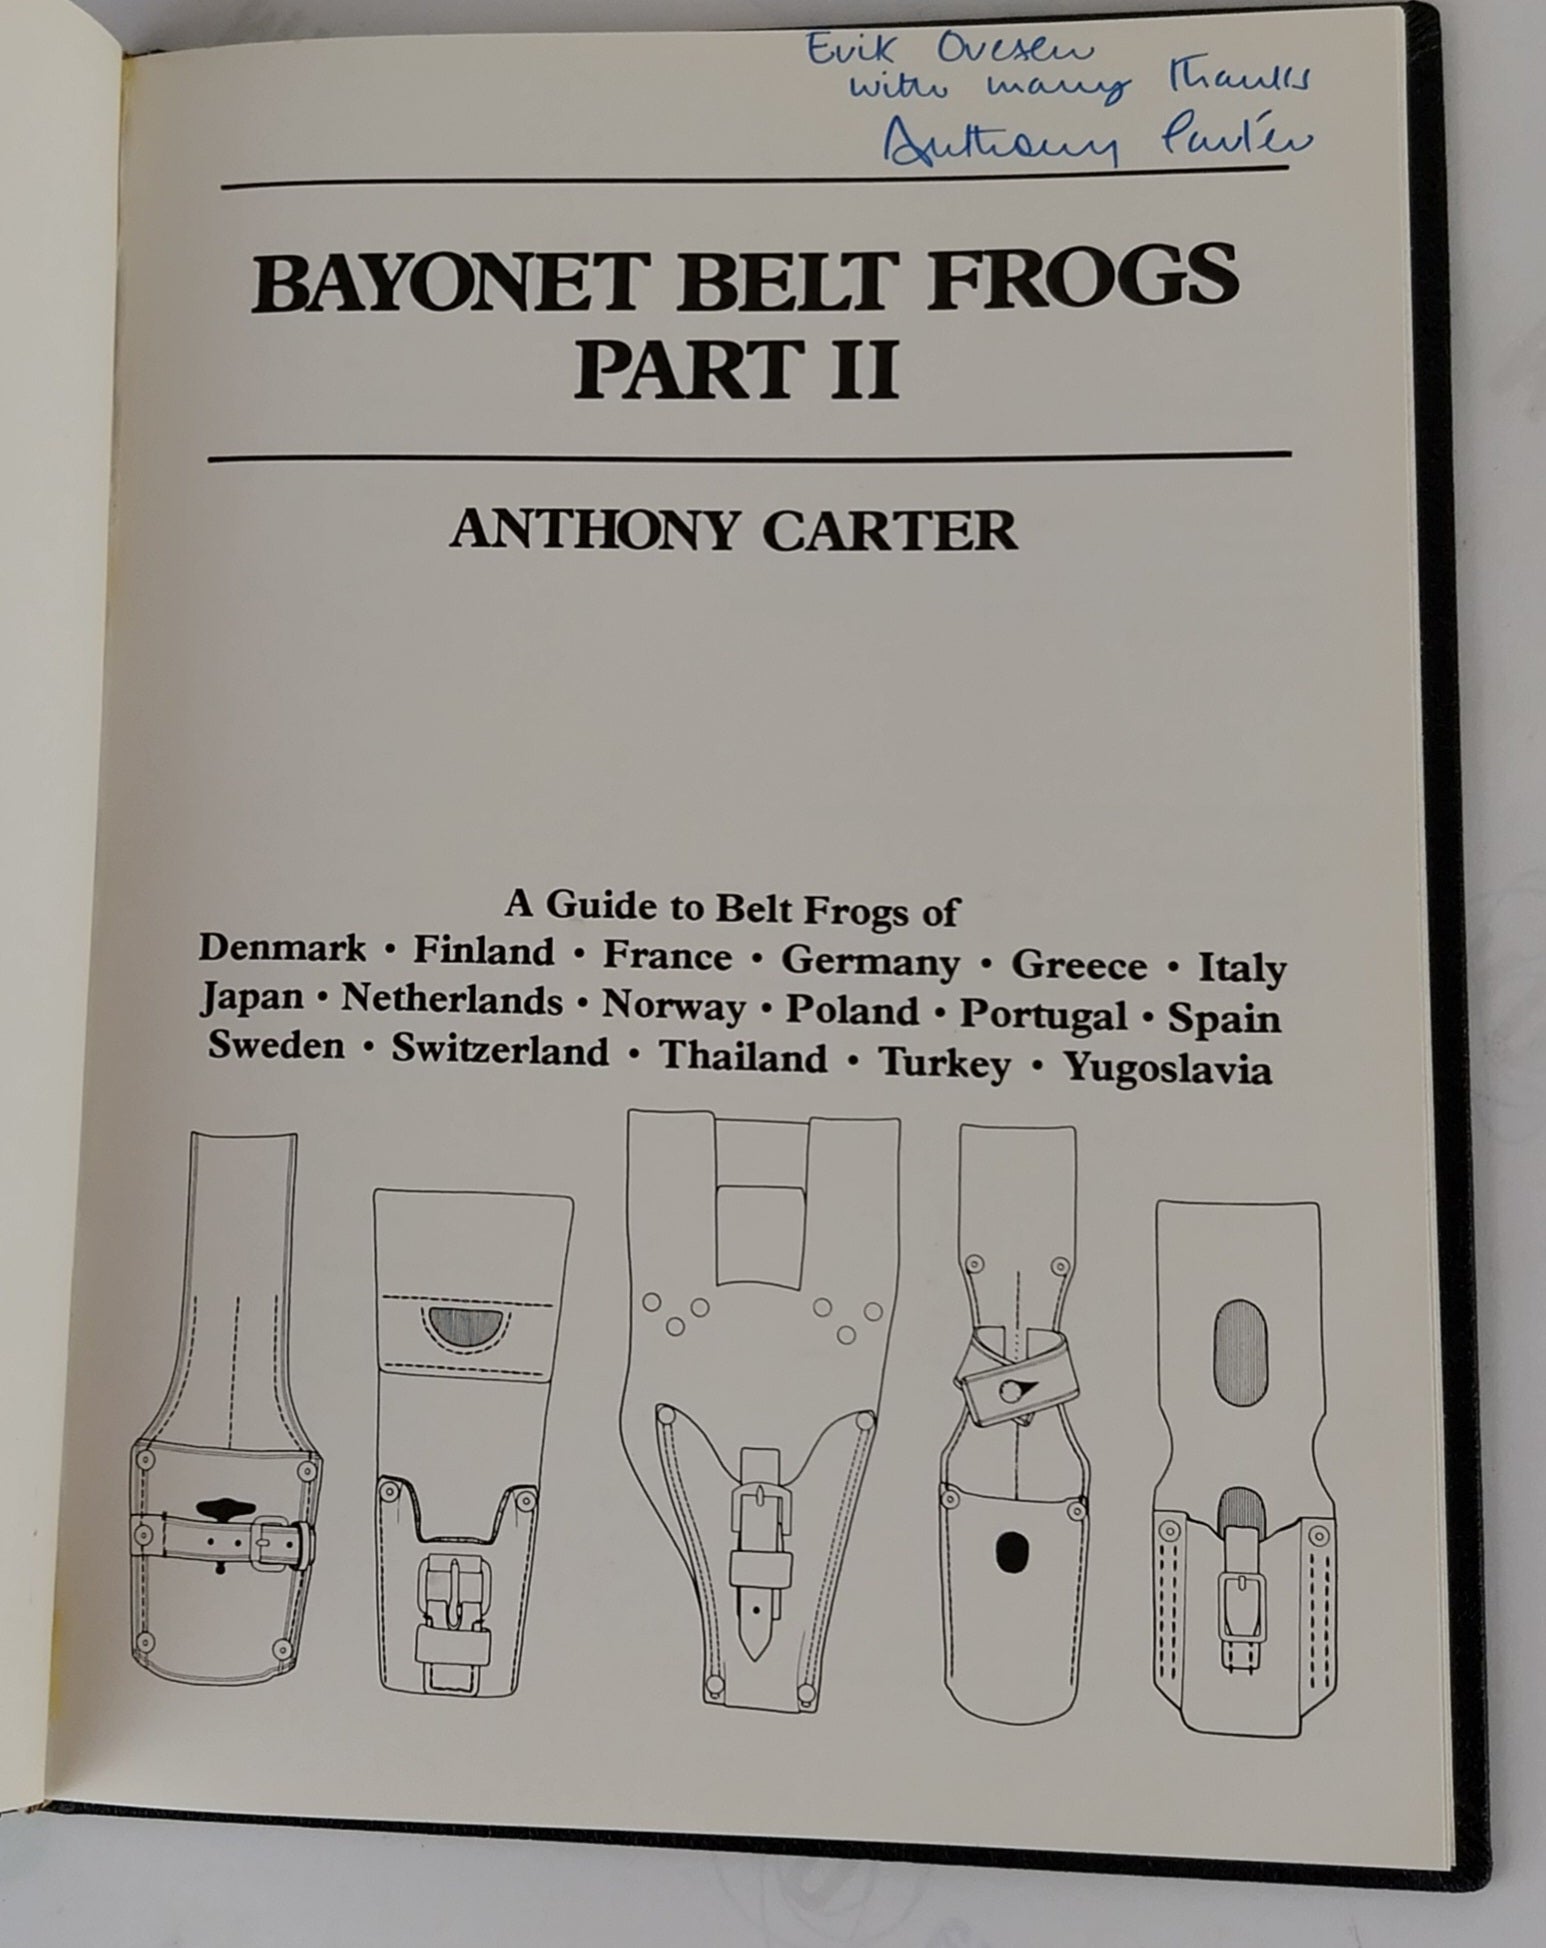 Erik Ovesen
with many thanks
Anthony Carter
BAYONET BELT FROGS
PART II
ANTHONY CARTER
A Guide to Belt Frogs of
Denmark • Finland • France • Germany • Greece • Italy
Japan • Netherlands • Norway • Poland • Portugal • Spain
Sweden • Switzerland • Thailand • Turkey • Yugoslavia